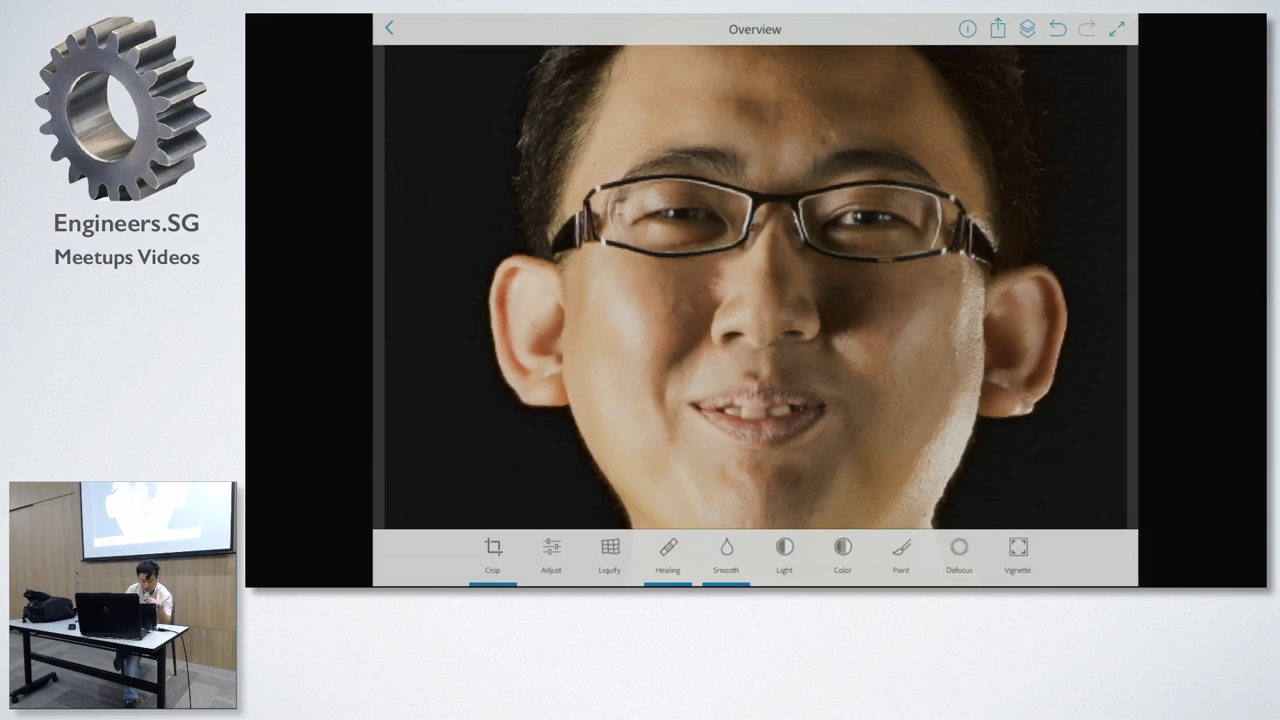 Engineers.SG
Meetups Videos
Overview
Crop
Adjust
Liquify
Healing
Smooth
Light
Color
Paint
Defocus
Vignette